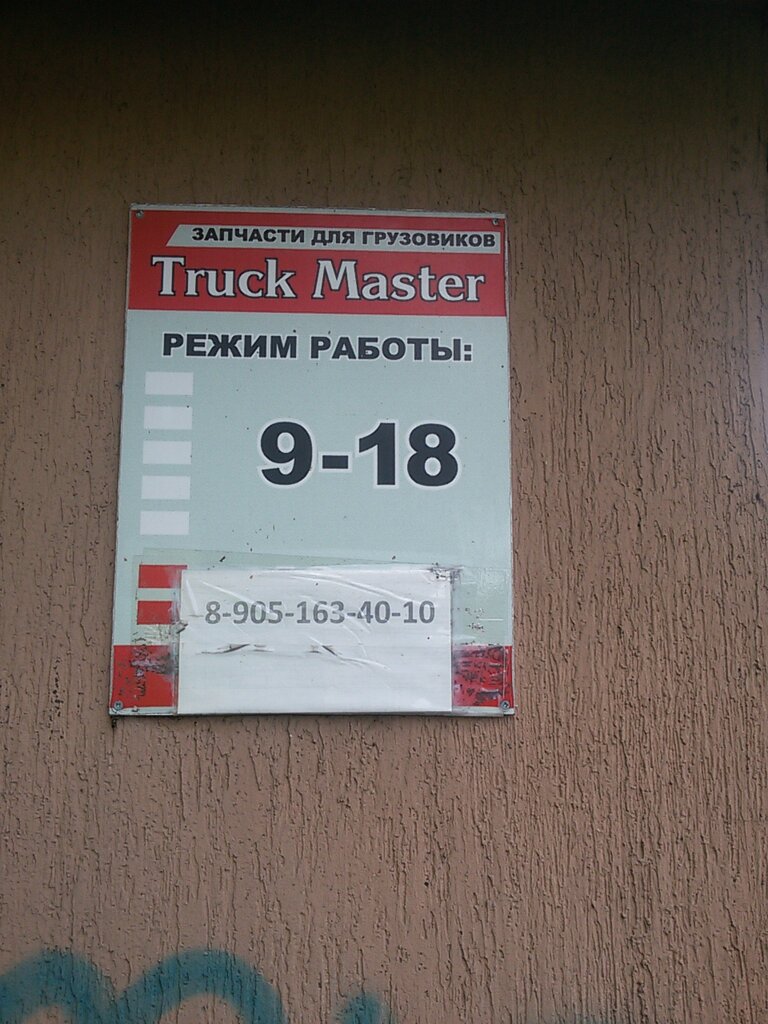 ЗАПЧАСТИ ДЛЯ ГРУЗОВИКОВ
Truck Master
РЕЖИМ РАБОТЫ:
9-18
8-905-163-40-10